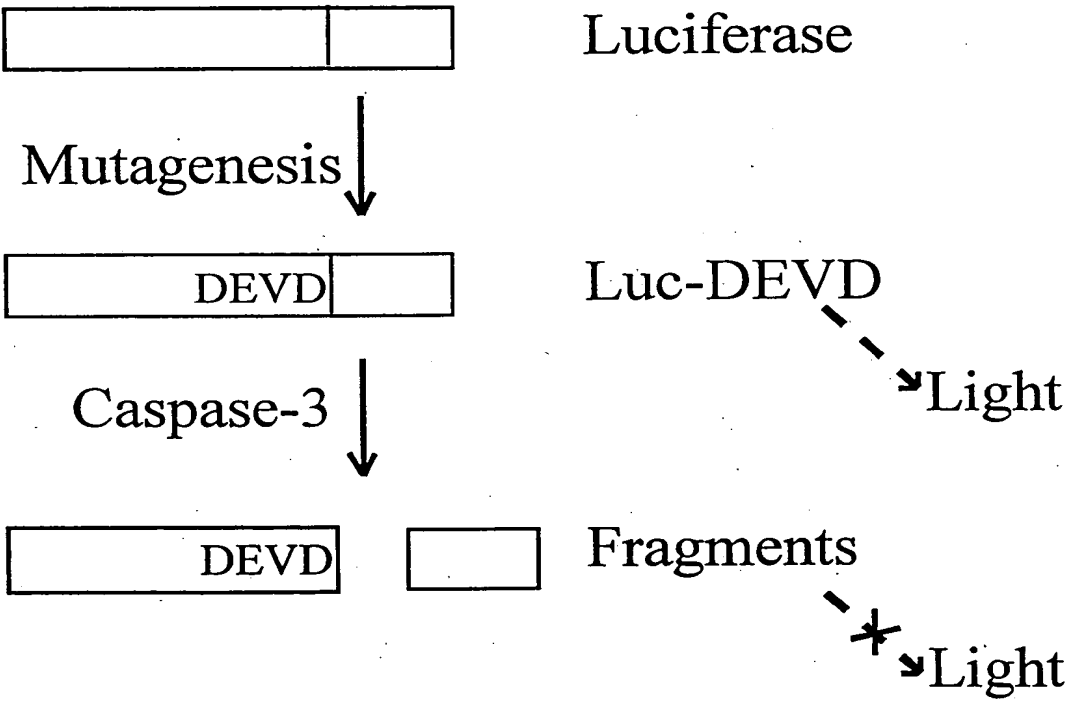 Luciferase
Mutagenesis
DEVD
Luc-DEVD
Light
Caspase-3
DEVD
Fragments
Light